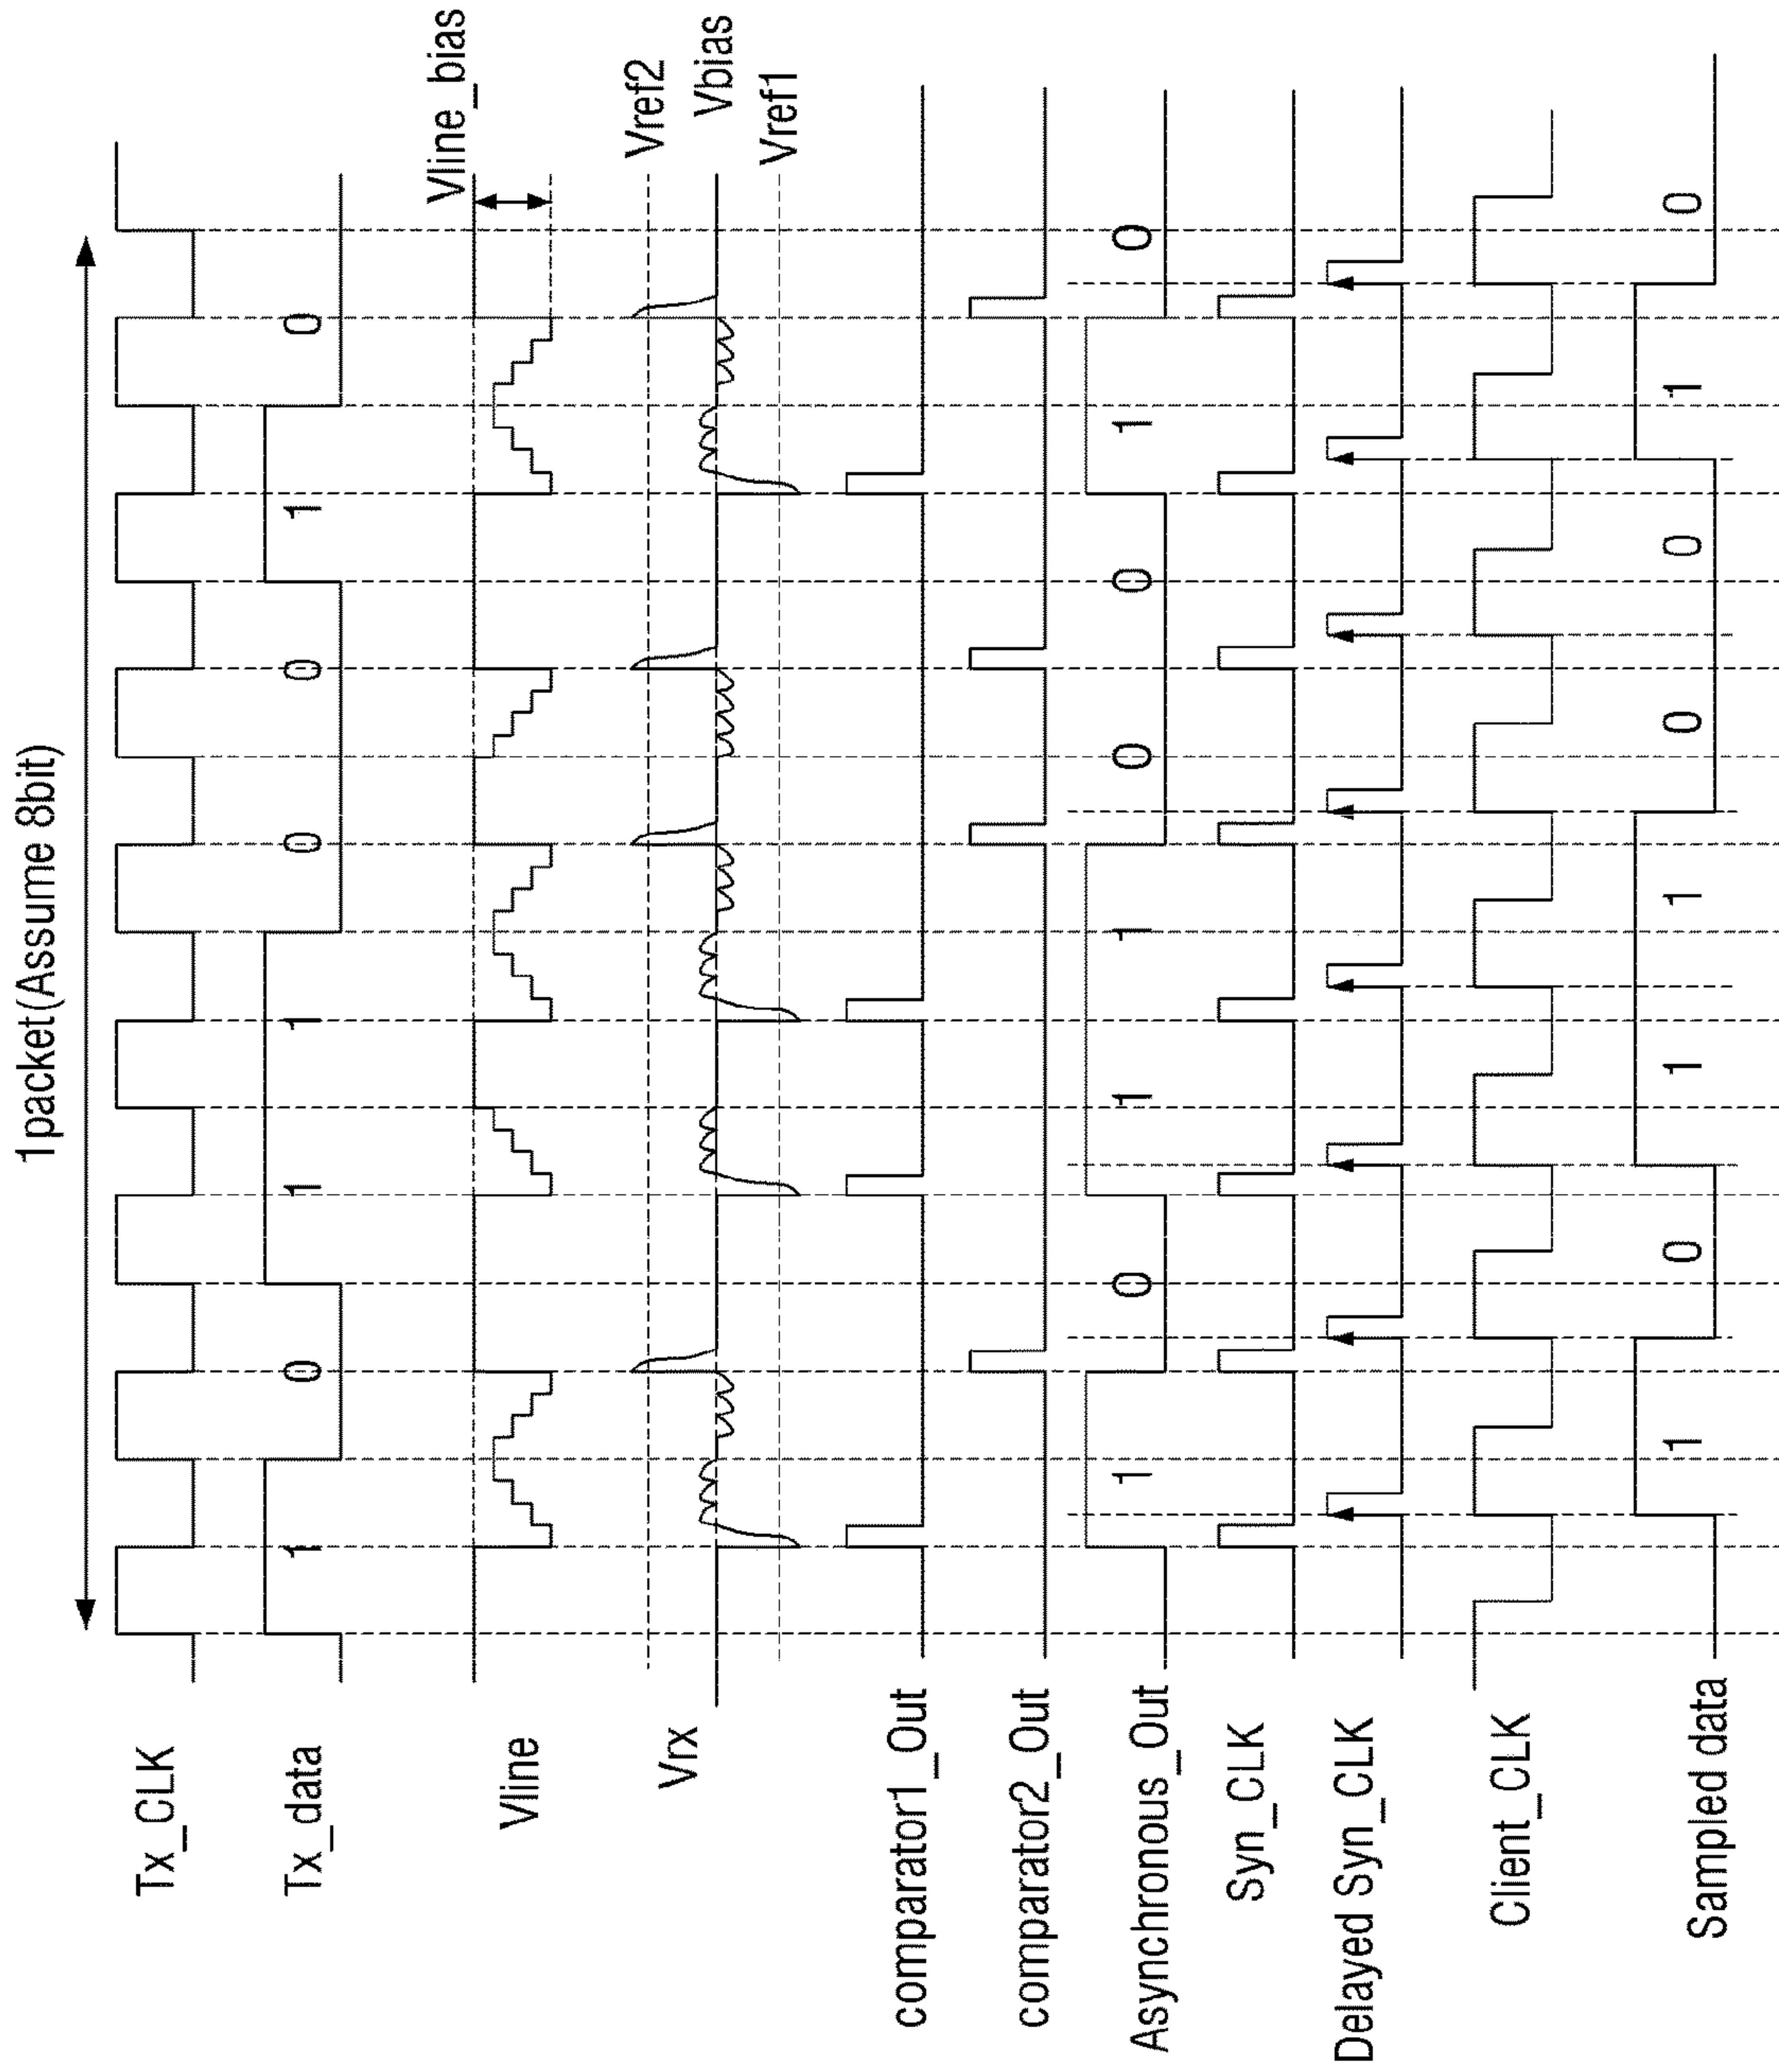 1packet(Assume 8bit)
Tx_CLK
Tx_data 1 0 1 1 0 0 1 0
Vline Vline_bias
Vref2
Vrx Vbias
Vref1
comparator1_Out
comparator2_Out
Asynchronous_Out 1 0 1 1 0 0 1 0
Syn_CLK
Delayed Syn_CLK
Client_CLK
Sampled data 1 0 1 1 0 0 1 0